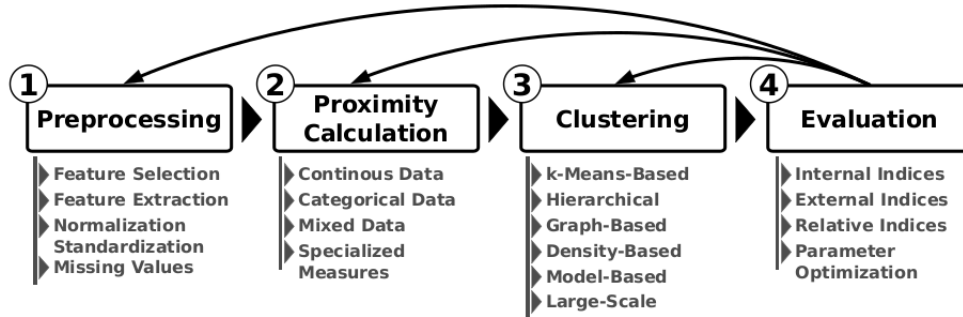 1
Preprocessing
Feature Selection
Feature Extraction
Normalization
Standardization
Missing Values
2
Proximity
Calculation
Continous Data
Categorical Data
Mixed Data
Specialized
Measures
3
Clustering
k-Means-Based
Hierarchical
Graph-Based
Density-Based
Model-Based
Large-Scale
4
Evaluation
Internal Indices
External Indices
Relative Indices
Parameter
Optimization